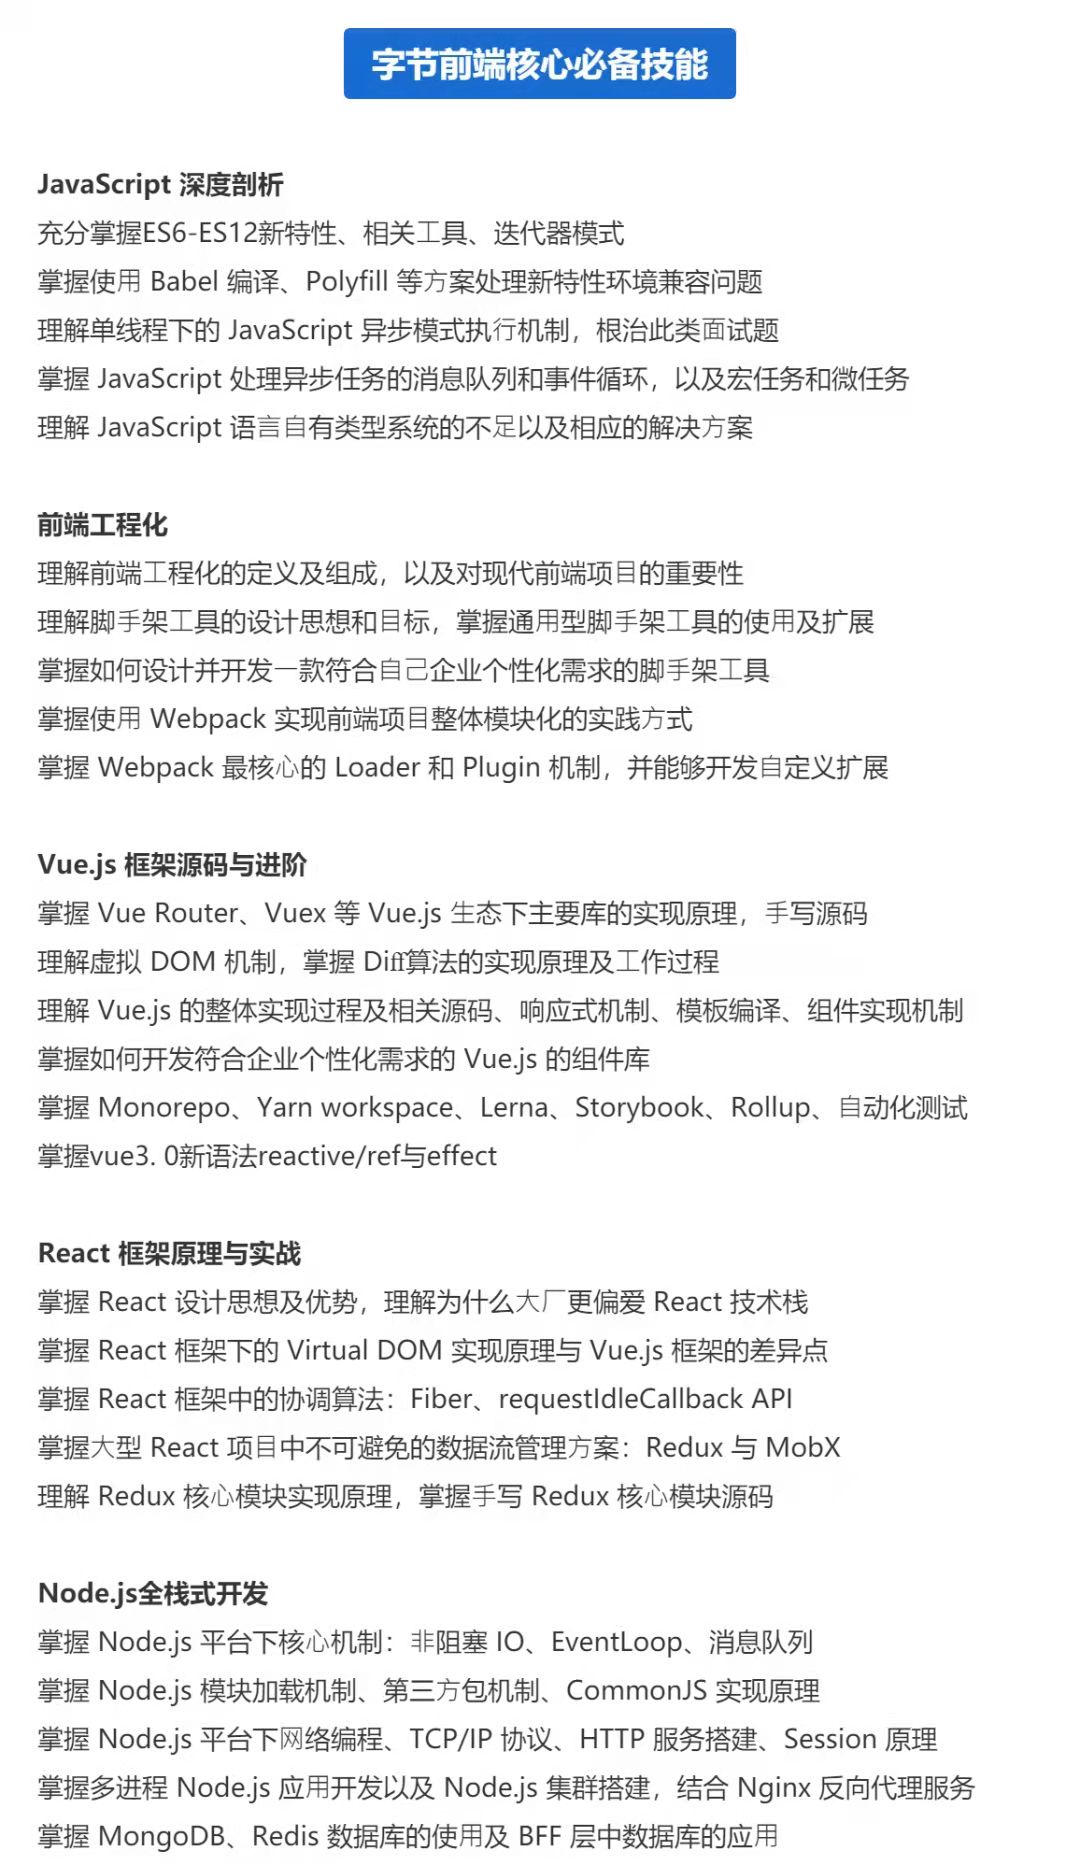 字节前端核心必备技能
JavaScript 深度剖析
充分掌握ES6-ES12新特性、相关工具、迭代器模式
掌握使用 Babel 编译、Polyfill 等方案处理新特性环境兼容问题
理解单线程下的 JavaScript 异步模式执行机制，根治此类面试题
掌握 JavaScript 处理异步任务的消息队列和事件循环，以及宏任务和微任务
理解 JavaScript 语言自有类型系统的不足以及相应的解决方案
前端工程化
理解前端工程化的定义及组成，以及对现代前端项目的重要性
理解脚手架工具的设计思想和目标，掌握通用型脚手架工具的使用及扩展
掌握如何设计并开发一款符合自己企业个性化需求的脚手架工具
掌握使用 Webpack 实现前端项目整体模块化的实践方式
掌握 Webpack 最核心的 Loader 和 Plugin 机制，并能够开发自定义扩展
Vue.js 框架源码与进阶
掌握 Vue Router、Vuex 等 Vue.js 生态下主要库的实现原理，手写源码
理解虚拟 DOM 机制，掌握 Diff算法的实现原理及工作过程
理解 Vue.js 的整体实现过程及相关源码、响应式机制、模板编译、组件实现机制
掌握如何开发符合企业个性化需求的 Vue.js 的组件库
掌握 Monorepo、Yarn workspace、Lerna、Storybook、Rollup、自动化测试
掌握vue3. 0新语法reactive/ref与effect
React 框架原理与实战
掌握 React 设计思想及优势，理解为什么大厂更偏爱 React 技术栈
掌握 React 框架下的 Virtual DOM 实现原理与 Vue.js 框架的差异点
掌握 React 框架中的协调算法：Fiber、requestIdleCallback API
掌握大型 React 项目中不可避免的数据流管理方案：Redux 与 MobX
理解 Redux 核心模块实现原理，掌握手写 Redux 核心模块源码
Node.js全栈式开发
掌握 Node.js 平台下核心机制：非阻塞 IO、EventLoop、消息队列
掌握 Node.js 模块加载机制、第三方包机制、CommonJS 实现原理
掌握 Node.js 平台下网络编程、TCP/IP 协议、HTTP 服务搭建、Session 原理
掌握多进程 Node.js 应用开发以及 Node.js 集群搭建，结合 Nginx 反向代理服务
掌握 MongoDB、Redis 数据库的使用及 BFF 层中数据库的应用